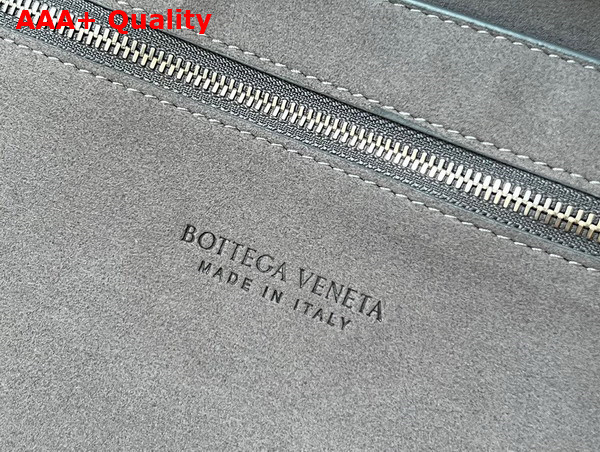 AAA+ Quality
BOTTEGA VENETA
MADE IN ITALY